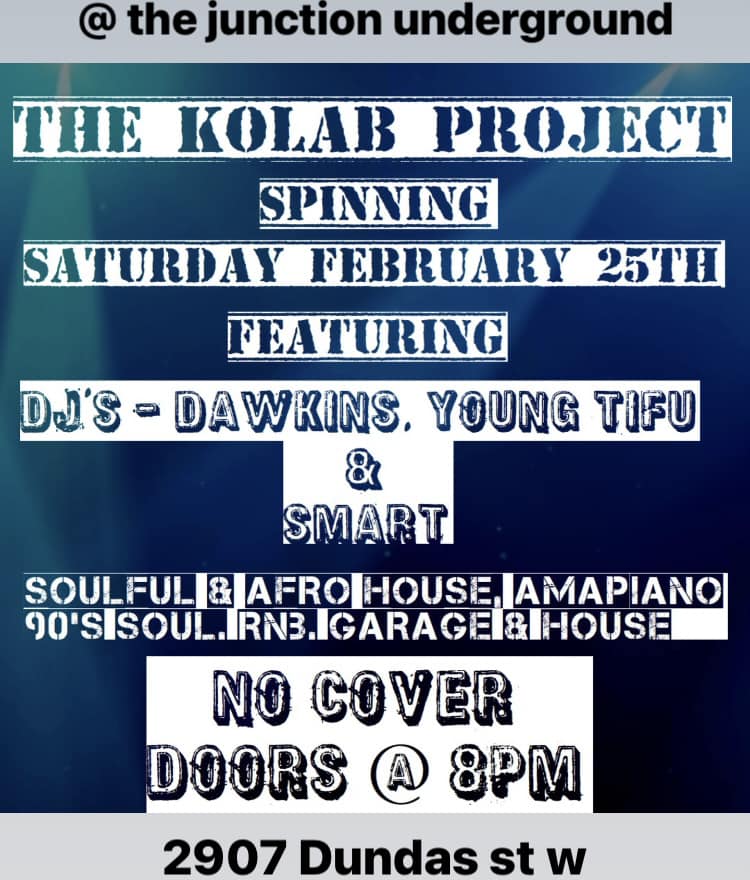 @ the junction underground
THE KOLAB PROJECT
SPINNING
SATURDAY FEBRUARY 25TH
FEATURING
DJ'S - DAWKINS. YOUNG TIFU
&
SMART
SOULFUL & AFRO HOUSE, AMAPIANO
90'S SOUL. RNB. GARAGE & HOUSE
NO COVER
DOORS @ 8PM
2907 Dundas st w